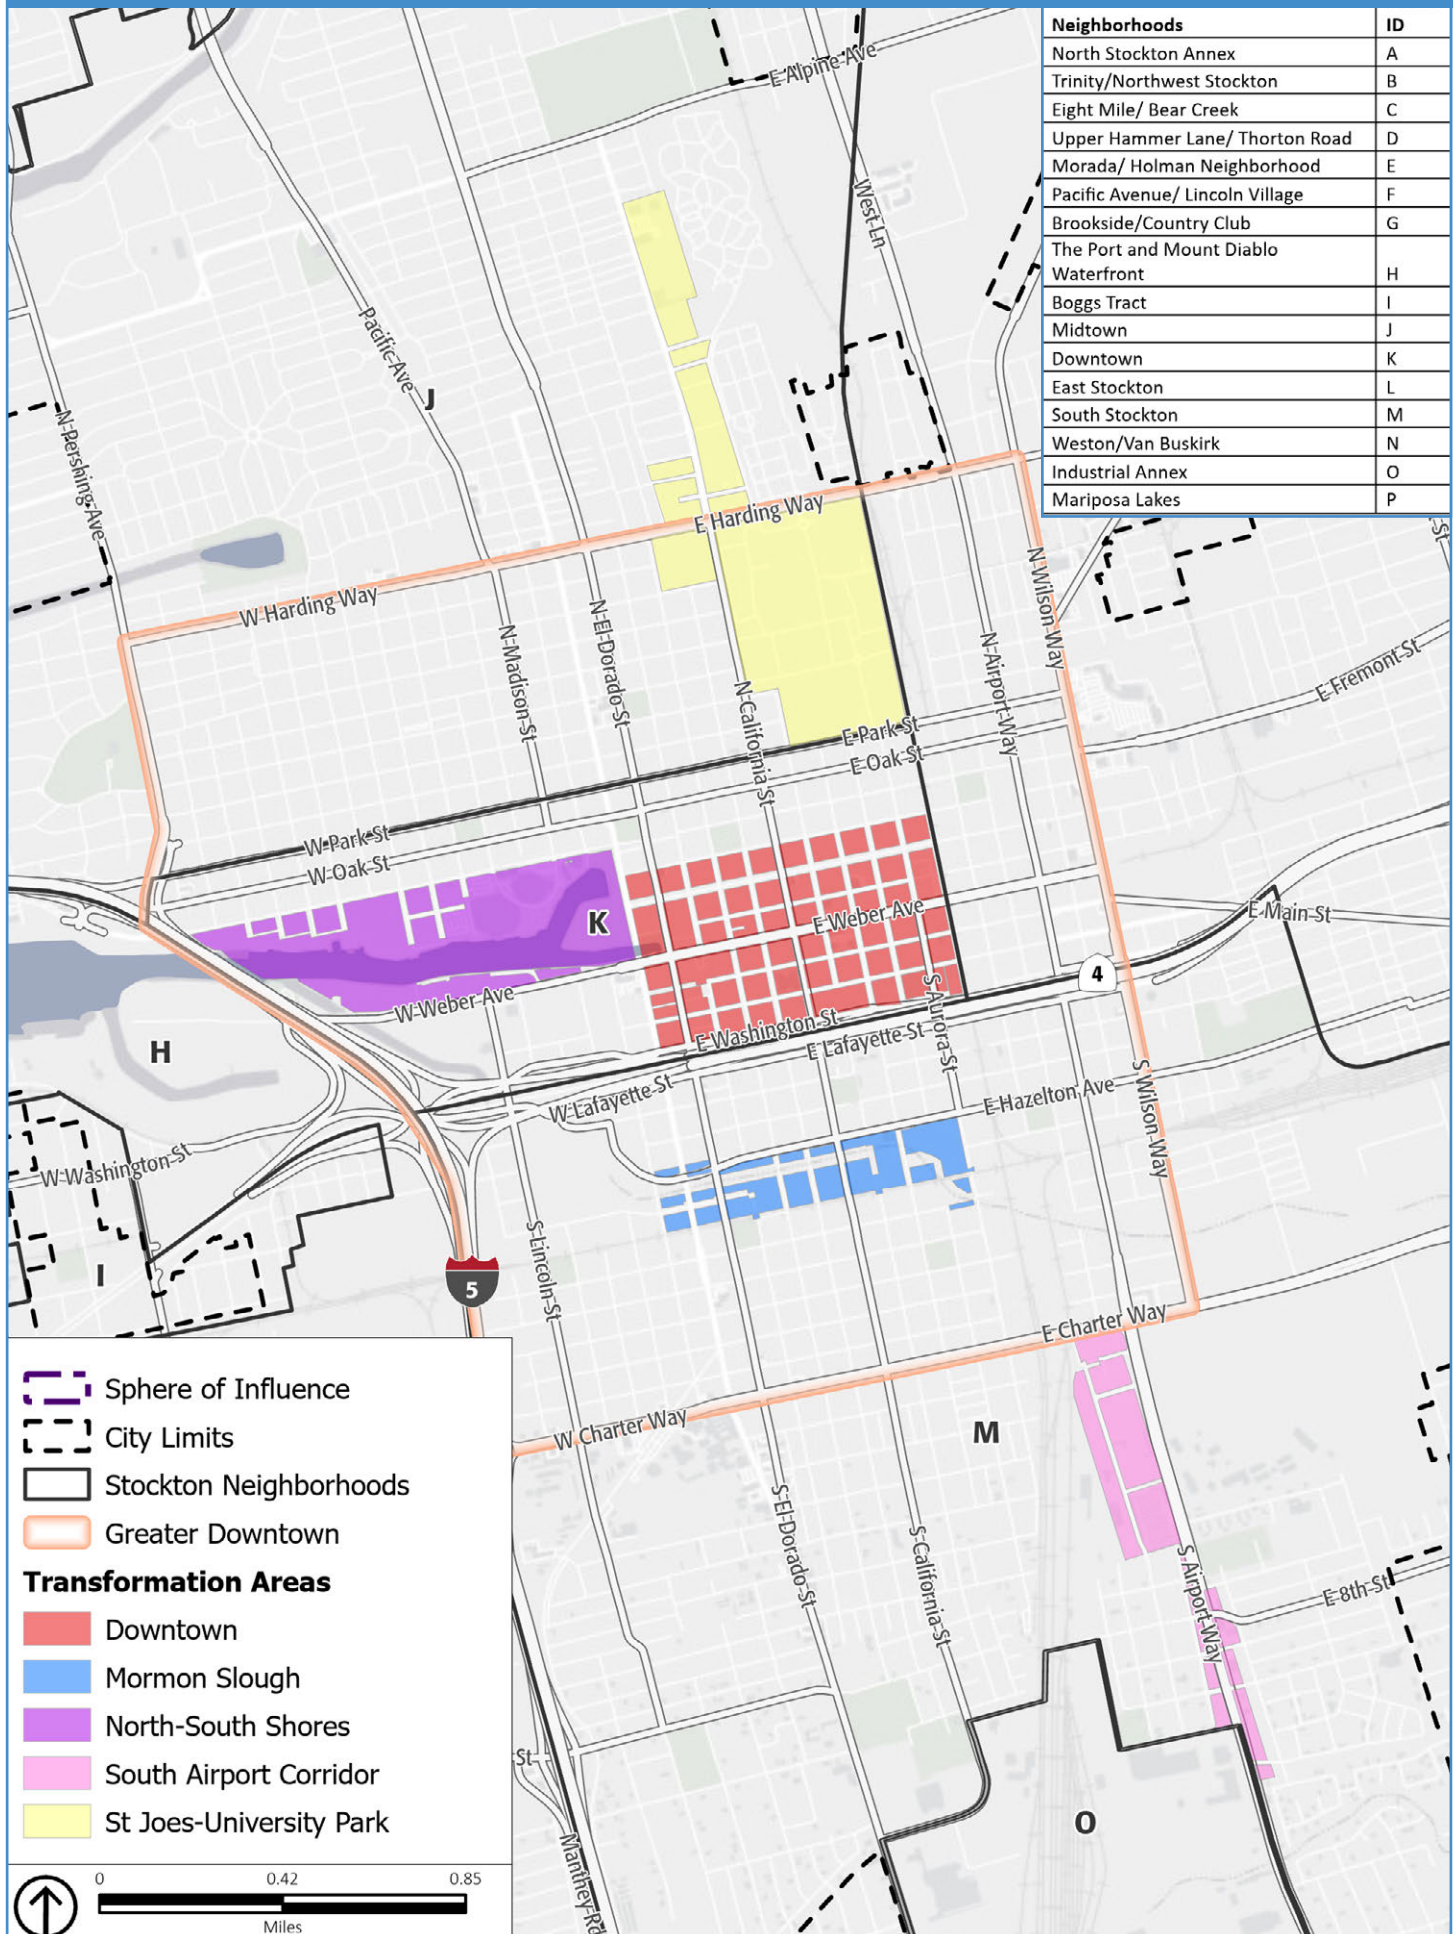 Neighborhoods ID
North Stockton Annex A
Trinity/Northwest Stockton B
Eight Mile/ Bear Creek C
Upper Hammer Lane/ Thorton Road D
Morada/ Holman Neighborhood E
Pacific Avenue/ Lincoln Village F
Brookside/Country Club G
The Port and Mount Diablo
Waterfront H
Boggs Tract I
Midtown J
Downtown K
East Stockton L
South Stockton M
Weston/Van Buskirk N
Industrial Annex O
Mariposa Lakes P
E Alpine Ave
West Ln
Pacific Ave
J
N Pershing Ave
E Harding Way
W Harding Way
N Wilson Way
St
N Madison St
N El Dorado St
N California St
N Airport Way
E Fremont St
E Park St
E Oak St
W Park St
W Oak St
K
E Weber Ave
E Main St
W Weber Ave
4
S Aurora St
E Washington St
E Lafayette St
H
W Lafayette St
E Hazelton Ave
S Wilson Way
W Washington St
I
5
S Lincoln St
E Charter Way
W Charter Way
M
S El Dorado St
S California St
S Airport Way
E 8th St
St
Manthey Rd
O
Sphere of Influence
City Limits
Stockton Neighborhoods
Greater Downtown
Transformation Areas
Downtown
Mormon Slough
North-South Shores
South Airport Corridor
St Joes-University Park
0 0.42 0.85
Miles